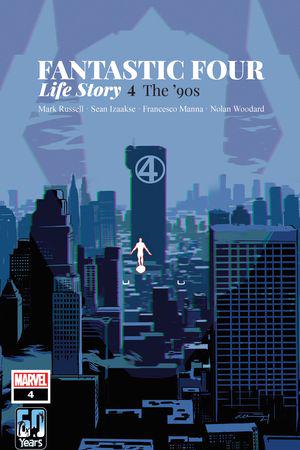 FANTASTIC FOUR
Life Story 4 The ’90s
Mark Russell · Sean Izaakse · Francesco Manna · Nolan Woodard
4
MARVEL
4
60
Years